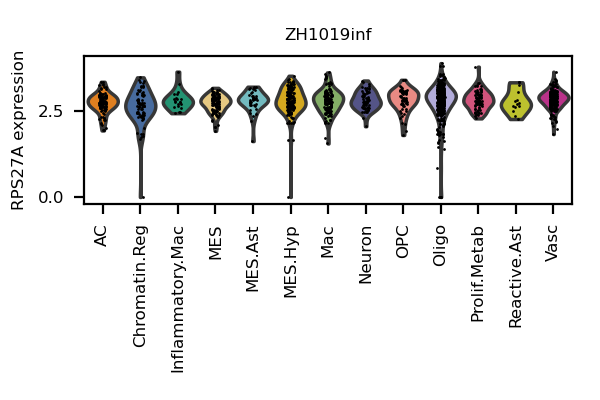 ZH1019inf
RPS27A expression
2.5
0.0
AC
Chromatin.Reg
Inflammatory.Mac
MES
MES.Ast
MES.Hyp
Mac
Neuron
OPC
Oligo
Prolif.Metab
Reactive.Ast
Vasc